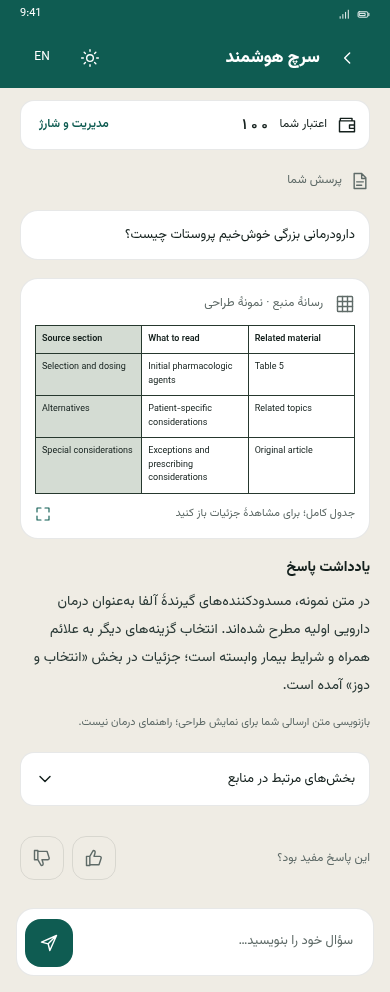 9:41
سرچ هوشمند
EN
اعتبار شما ۱۰۰
مدیریت و شارژ
پرسش شما
دارودرمانی بزرگی خوش‌خیم پروستات چیست؟
رسانهٔ منبع · نمونهٔ طراحی
Source section What to read Related material
Selection and dosing Initial pharmacologic agents Table 5
Alternatives Patient-specific considerations Related topics
Special considerations Exceptions and prescribing considerations Original article
جدول کامل؛ برای مشاهدهٔ جزئیات باز کنید
یادداشت پاسخ
در متن نمونه، مسدودکننده‌های گیرندهٔ آلفا به‌عنوان درمان
دارویی اولیه مطرح شده‌اند. انتخاب گزینه‌های دیگر به علائم
همراه و شرایط بیمار وابسته است؛ جزئیات در بخش «انتخاب و
دوز» آمده است.
بازنویسی متن ارسالی شما برای نمایش طراحی؛ راهنمای درمان نیست.
بخش‌های مرتبط در منابع
این پاسخ مفید بود؟
سؤال خود را بنویسید...